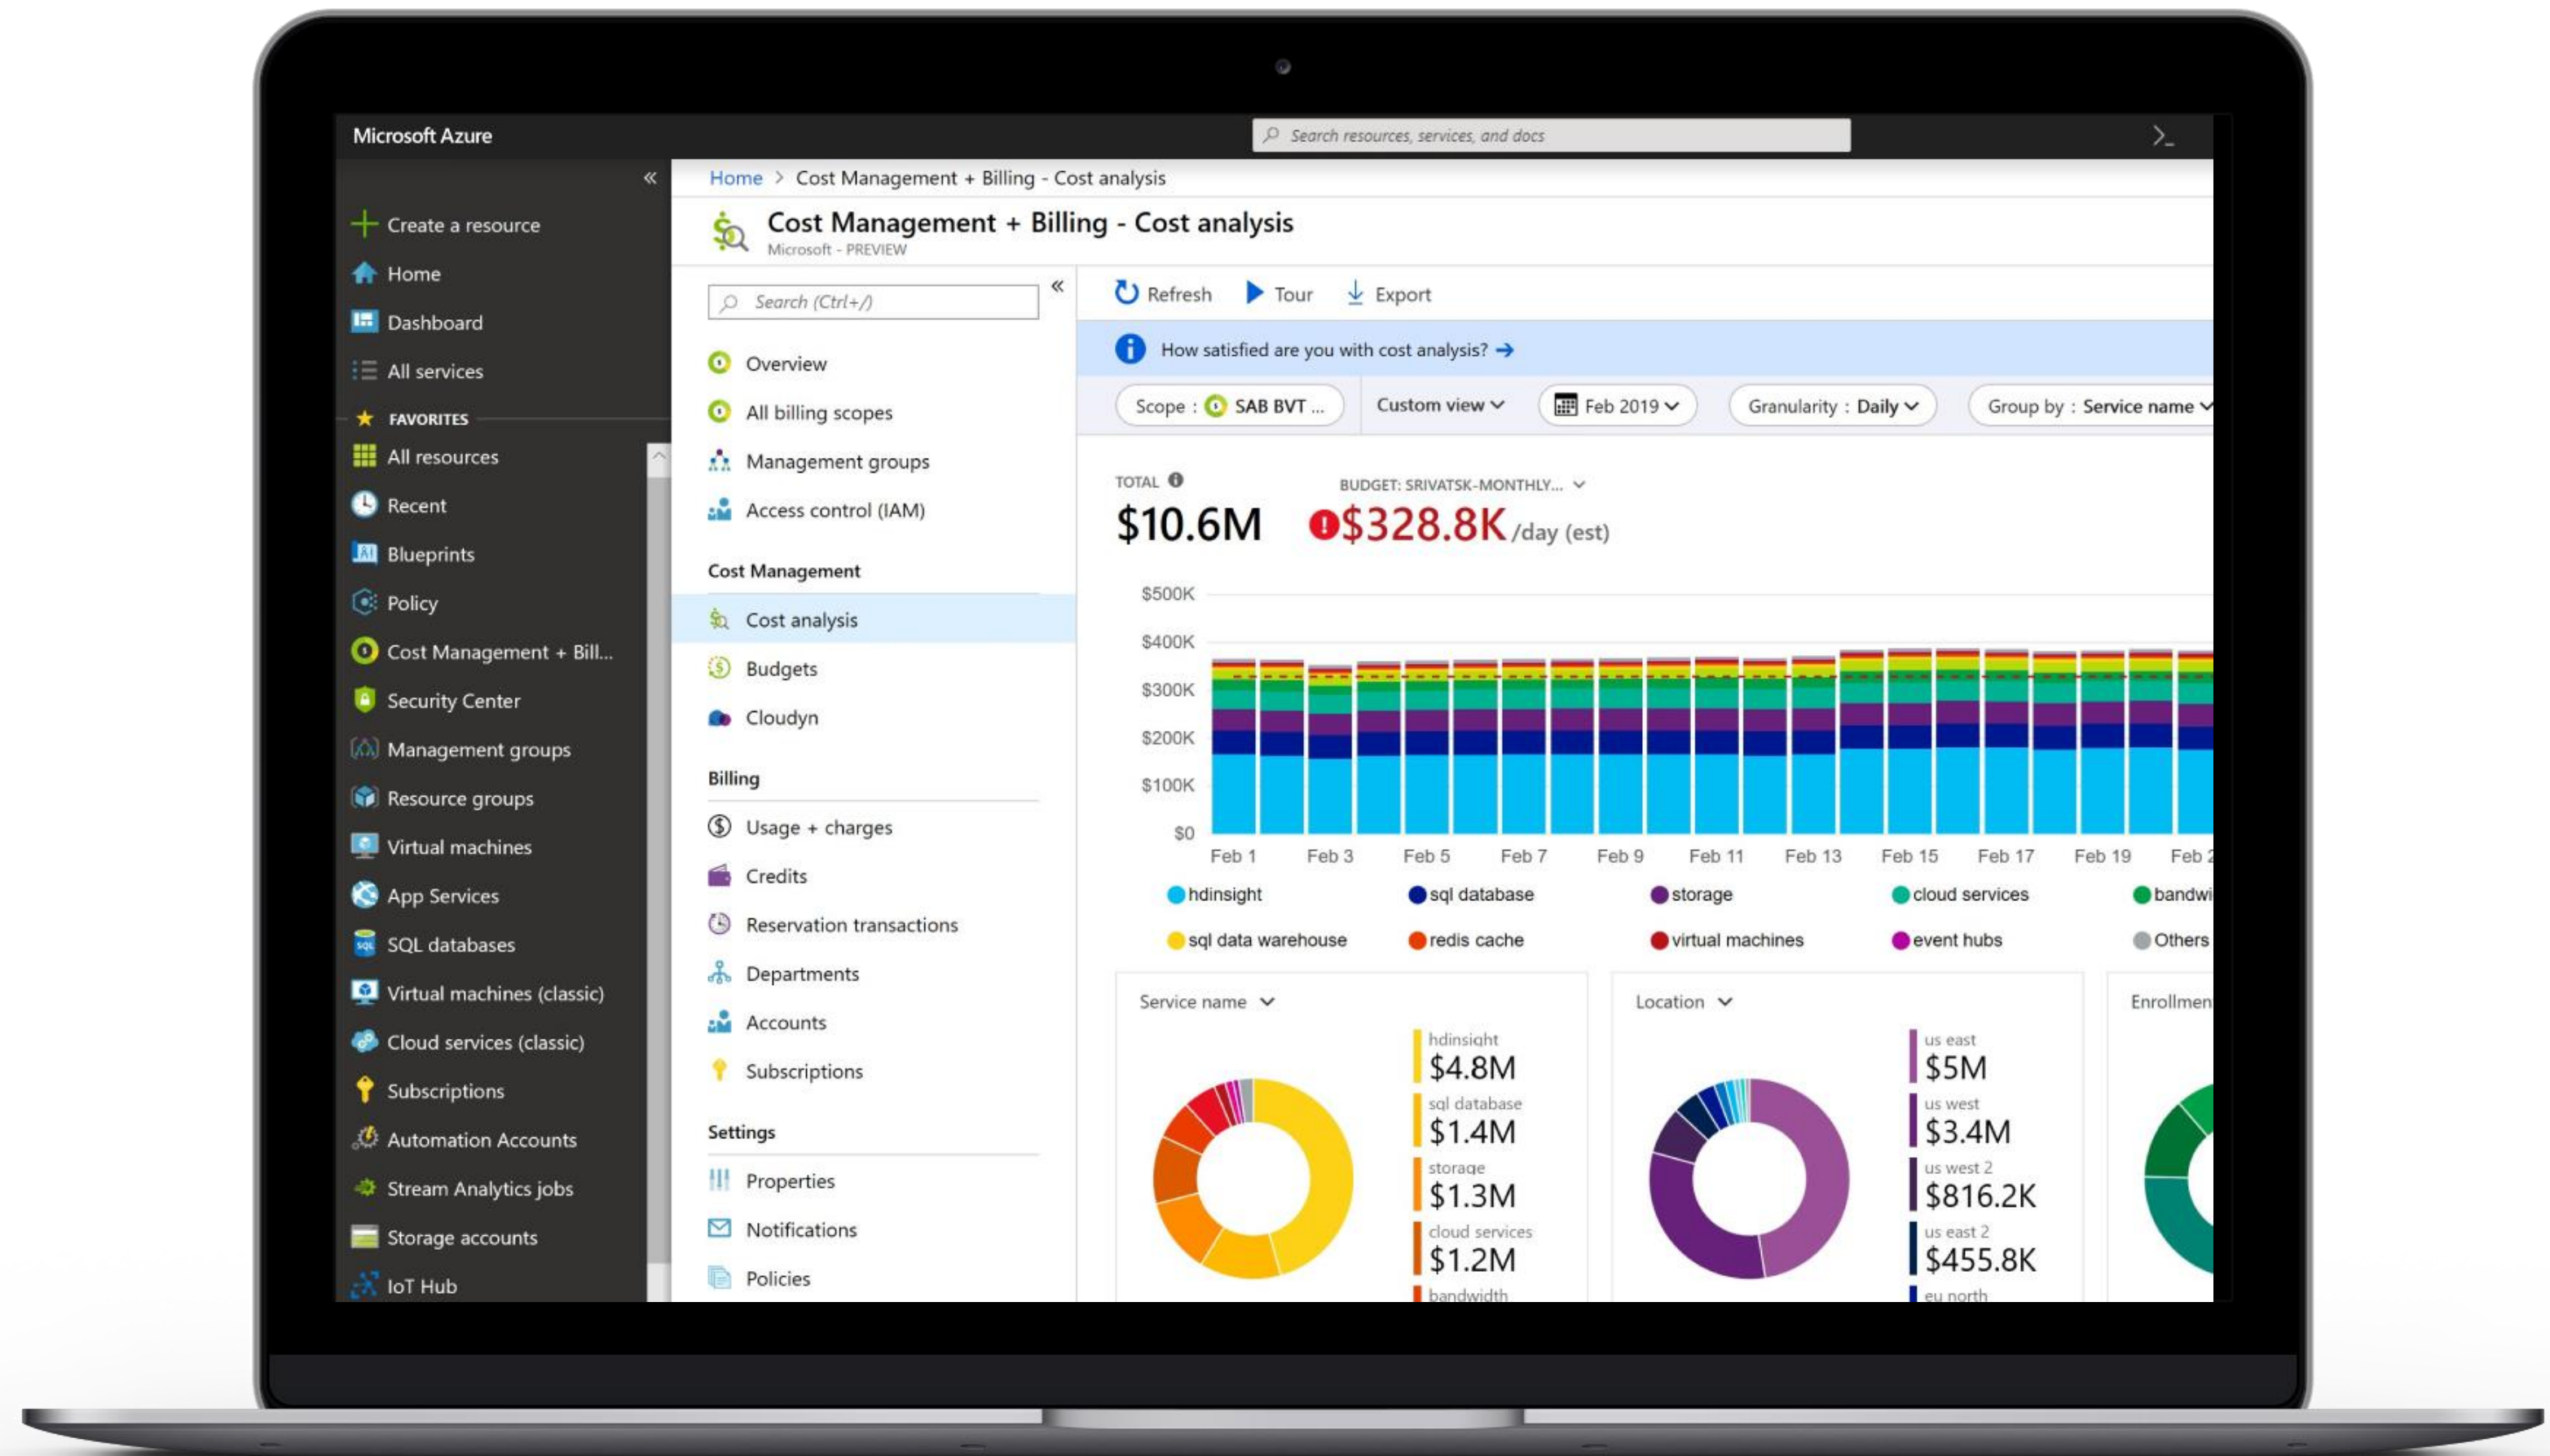 Microsoft Azure
Search resources, services, and docs
Create a resource
Home
Dashboard
All services
FAVORITES
All resources
Recent
Blueprints
Policy
Cost Management + Bill...
Security Center
Management groups
Resource groups
Virtual machines
App Services
SQL databases
Virtual machines (classic)
Cloud services (classic)
Subscriptions
Automation Accounts
Stream Analytics jobs
Storage accounts
IoT Hub
Home > Cost Management + Billing - Cost analysis
Cost Management + Billing - Cost analysis
Microsoft - PREVIEW
Search (Ctrl+/)
Overview
All billing scopes
Management groups
Access control (IAM)
Cost Management
Cost analysis
Budgets
Cloudyn
Billing
Usage + charges
Credits
Reservation transactions
Departments
Accounts
Subscriptions
Settings
Properties
Notifications
Policies
Refresh Tour Export
How satisfied are you with cost analysis?
Scope : SAB BVT ... Custom view Feb 2019 Granularity : Daily Group by : Service name
TOTAL BUDGET: SRIVATSK-MONTHLY...
$10.6M $328.8K /day (est)
$500K
$400K
$300K
$200K
$100K
$0
Feb 1 Feb 3 Feb 5 Feb 7 Feb 9 Feb 11 Feb 13 Feb 15 Feb 17 Feb 19 Feb 2
hdinsight sql database storage cloud services bandwi
sql data warehouse redis cache virtual machines event hubs Others
Service name
hdinsight
$4.8M
sql database
$1.4M
storage
$1.3M
cloud services
$1.2M
bandwidth
Location
us east
$5M
us west
$3.4M
us west 2
$816.2K
us east 2
$455.8K
eu north
Enrollmen